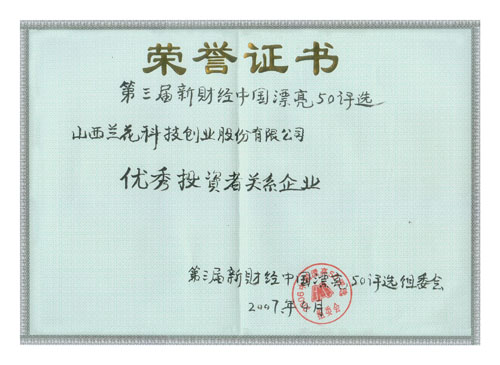 荣誉证书
第三届新财经中国漂亮50评选
山西兰花科技创业股份有限公司
优秀投资者关系企业
第三届新财经中国漂亮50评选组委会
2007年4月